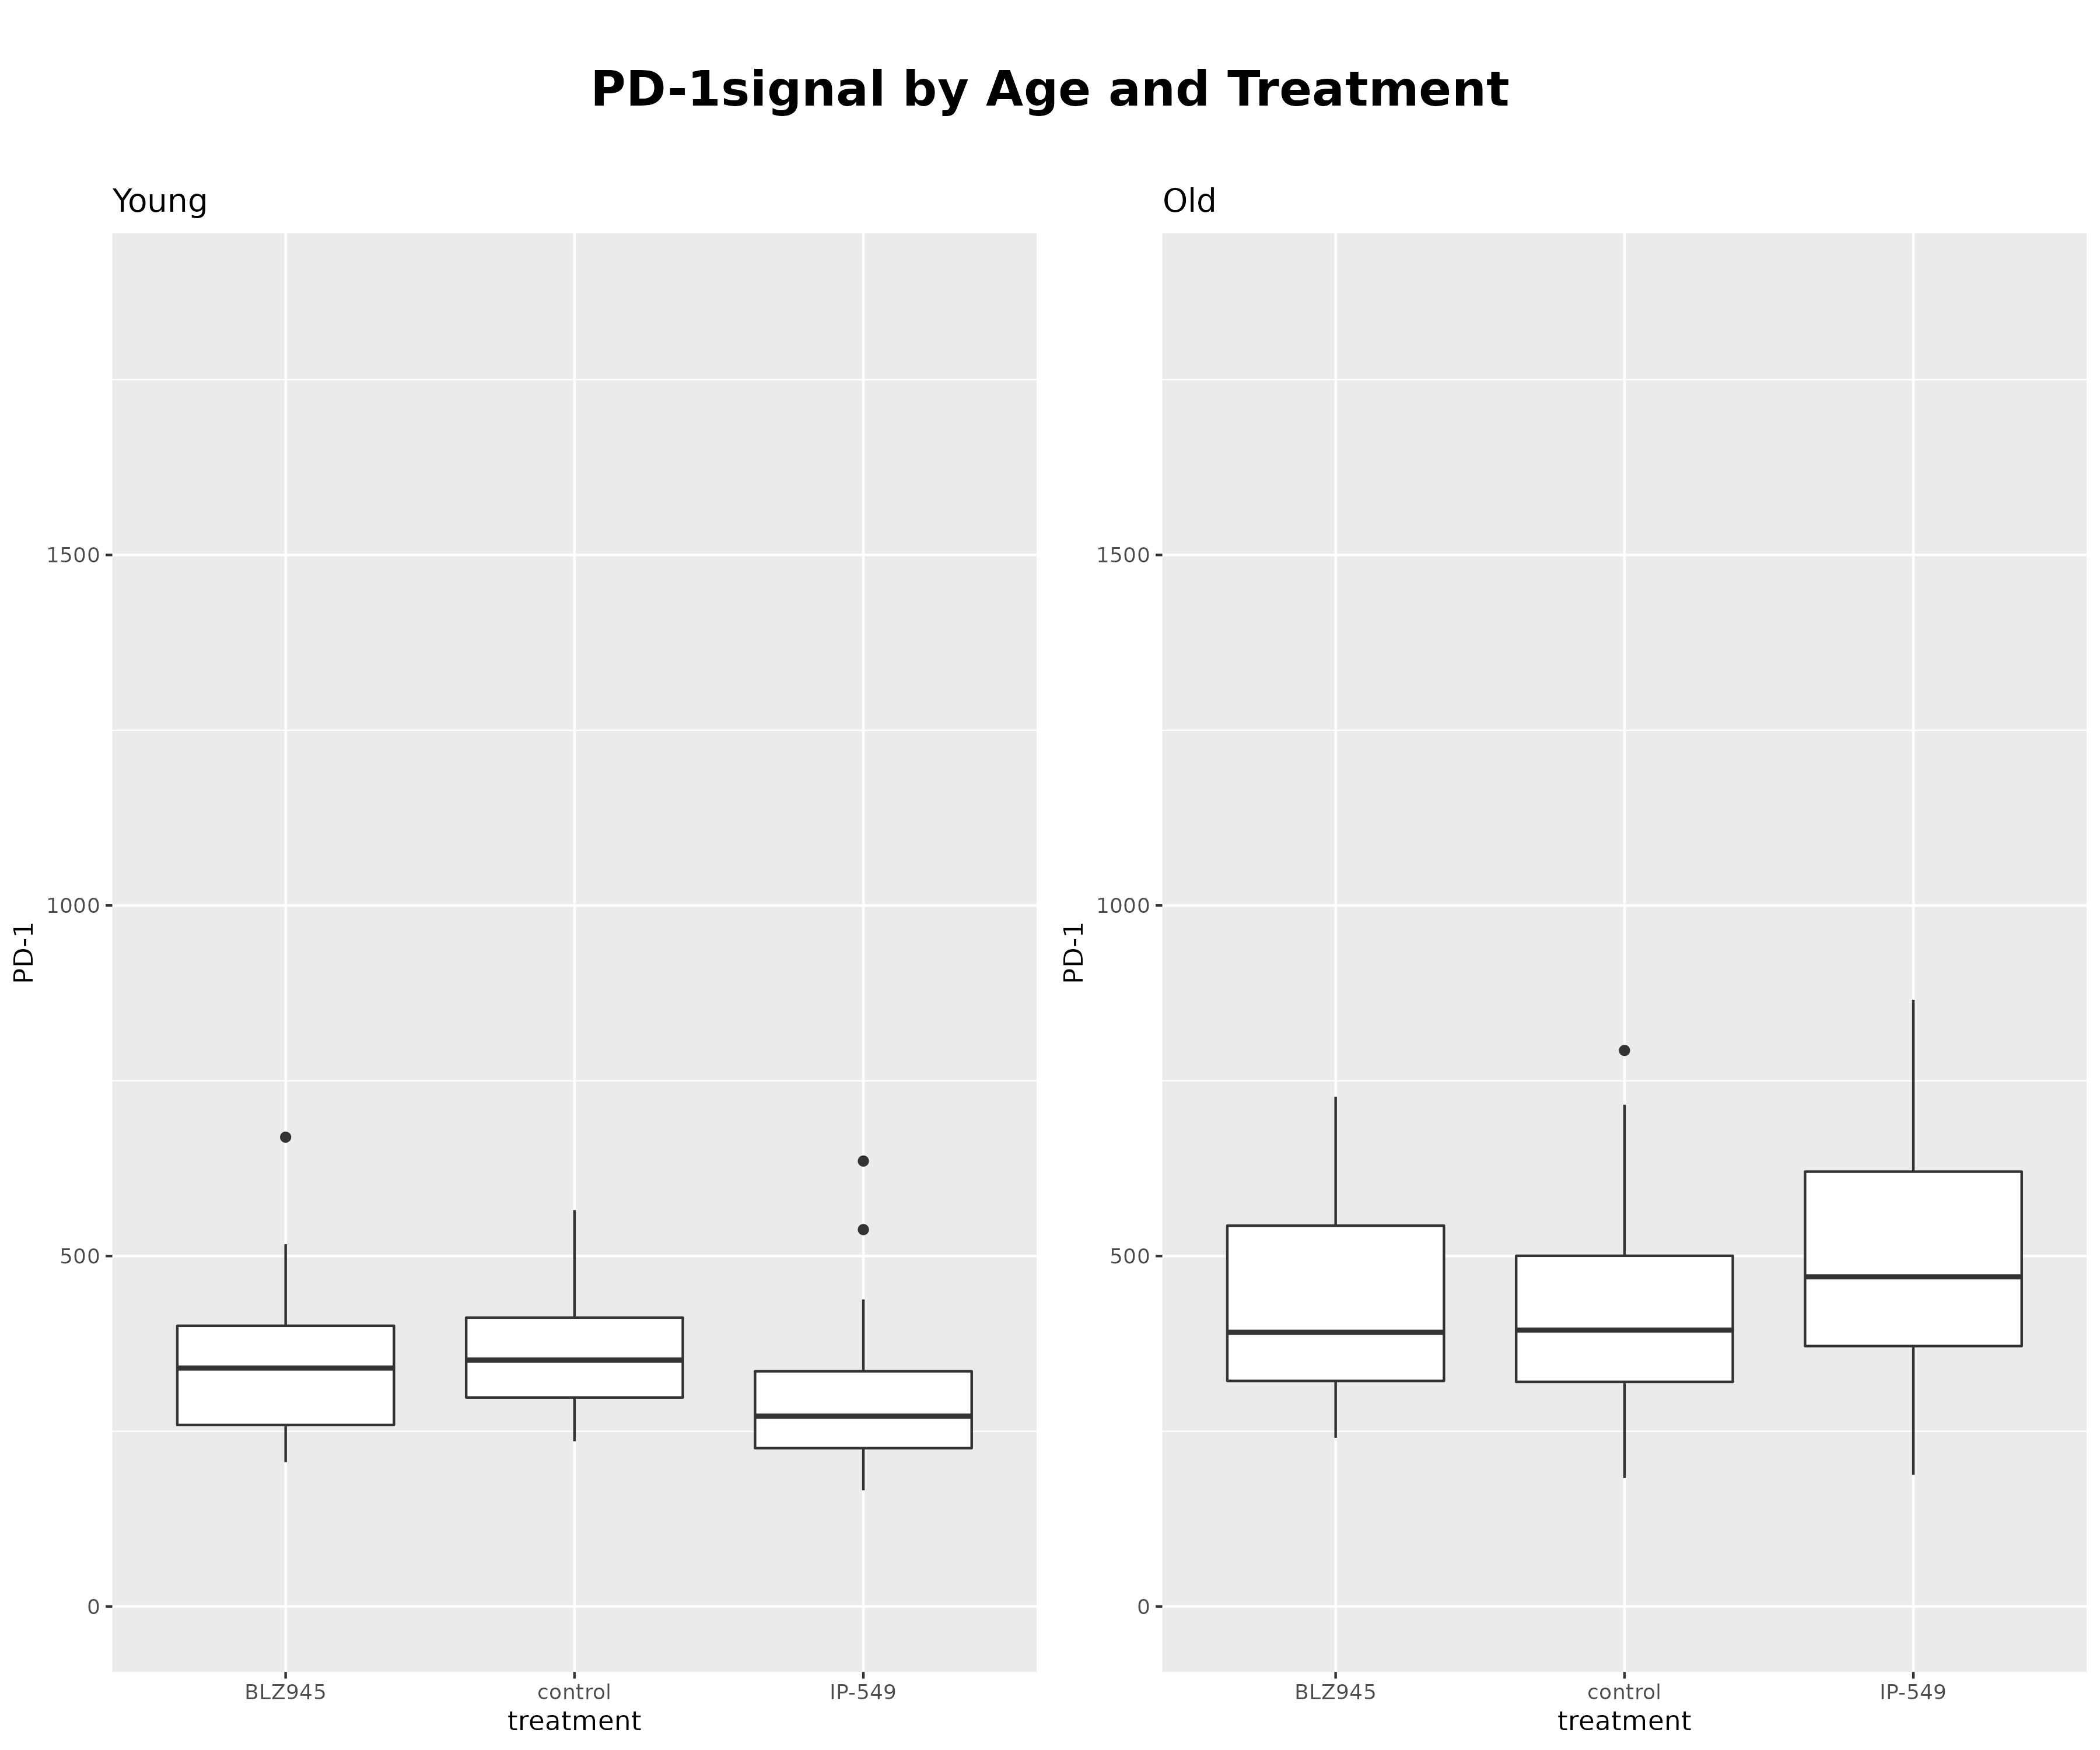 PD-1signal by Age and Treatment
Young
PD-1
1500
1000
500
0
BLZ945 control IP-549
treatment
Old
PD-1
1500
1000
500
0
BLZ945 control IP-549
treatment